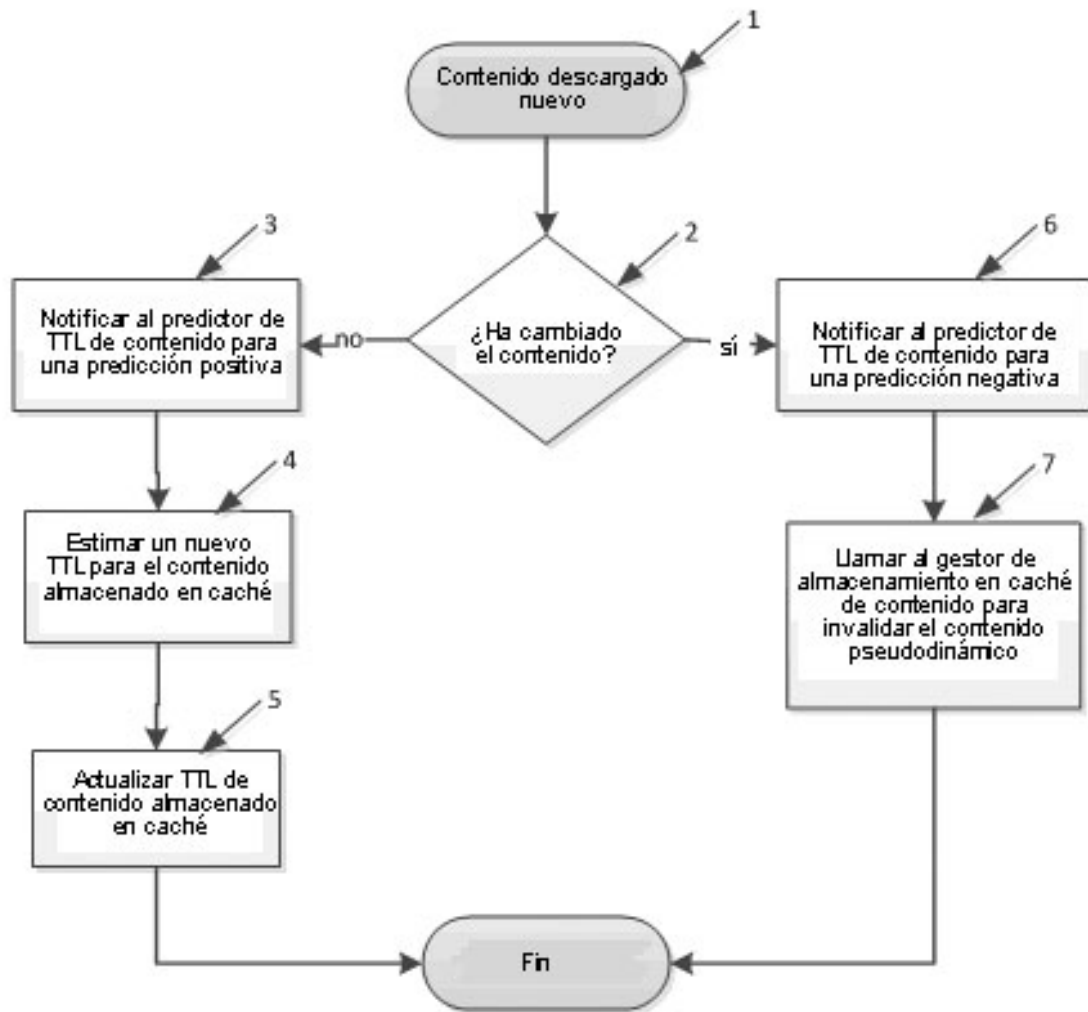 1
Contenido descargado
nuevo
2
¿Ha cambiado
el contenido?
no
sí
3
Notificar al predictor de
TTL de contenido para
una predicción positiva
4
Estimar un nuevo
TTL para el contenido
almacenado en caché
5
Actualizar TTL de
contenido almacenado
en caché
6
Notificar al predictor de
TTL de contenido para
una predicción negativa
7
Llamar al gestor de
almacenamiento en caché
de contenido para
invalidar el contenido
pseudodinámico
Fin